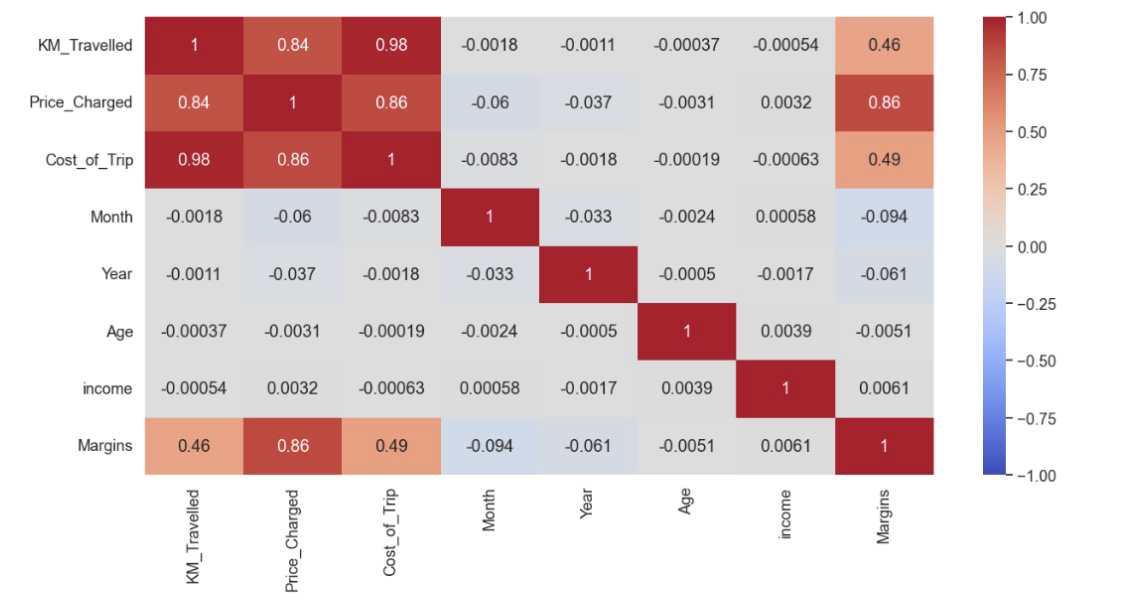 KM_Travelled 1 0.84 0.98 -0.0018 -0.0011 -0.00037 -0.00054 0.46
Price_Charged 0.84 1 0.86 -0.06 -0.037 -0.0031 0.0032 0.86
Cost_of_Trip 0.98 0.86 1 -0.0083 -0.0018 -0.00019 -0.00063 0.49
Month -0.0018 -0.06 -0.0083 1 -0.033 -0.0024 0.00058 -0.094
Year -0.0011 -0.037 -0.0018 -0.033 1 -0.0005 -0.0017 -0.061
Age -0.00037 -0.0031 -0.00019 -0.0024 -0.0005 1 0.0039 -0.0051
income -0.00054 0.0032 -0.00063 0.00058 -0.0017 0.0039 1 0.0061
Margins 0.46 0.86 0.49 -0.094 -0.061 -0.0051 0.0061 1
KM_Travelled
Price_Charged
Cost_of_Trip
Month
Year
Age
income
Margins
1.00
0.75
0.50
0.25
0.00
−0.25
−0.50
−0.75
−1.00